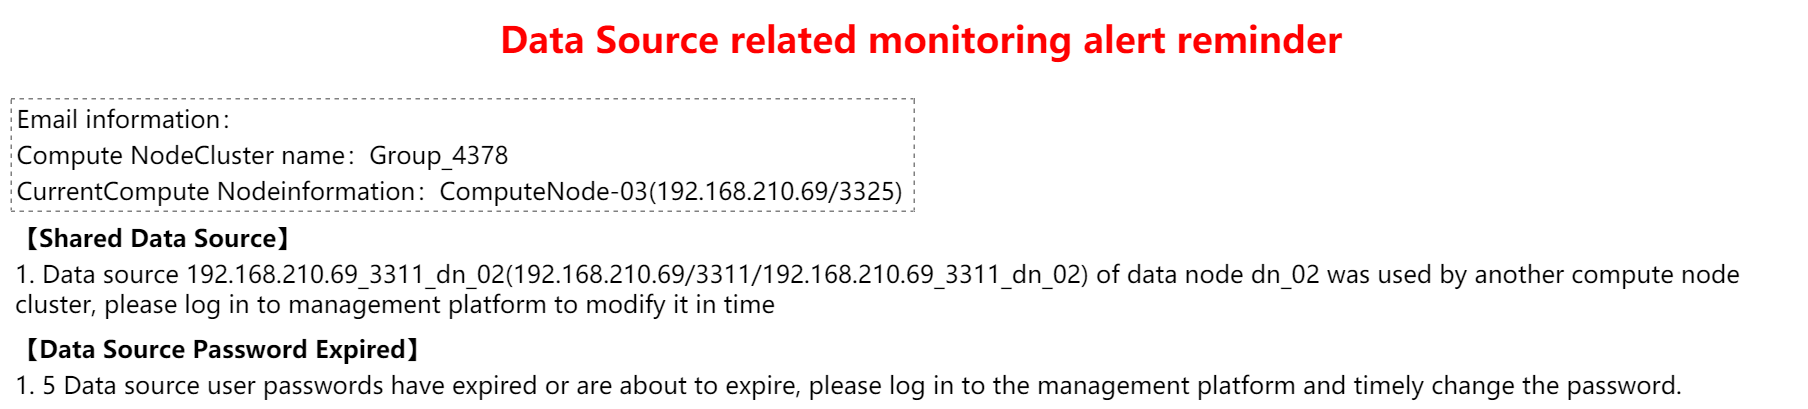 Data Source related monitoring alert reminder
Email information：
Compute NodeCluster name：Group_4378
CurrentCompute Nodeinformation：ComputeNode-03(192.168.210.69/3325)
【Shared Data Source】
1. Data source 192.168.210.69_3311_dn_02(192.168.210.69/3311/192.168.210.69_3311_dn_02) of data node dn_02 was used by another compute node
cluster, please log in to management platform to modify it in time
【Data Source Password Expired】
1. 5 Data source user passwords have expired or are about to expire, please log in to the management platform and timely change the password.